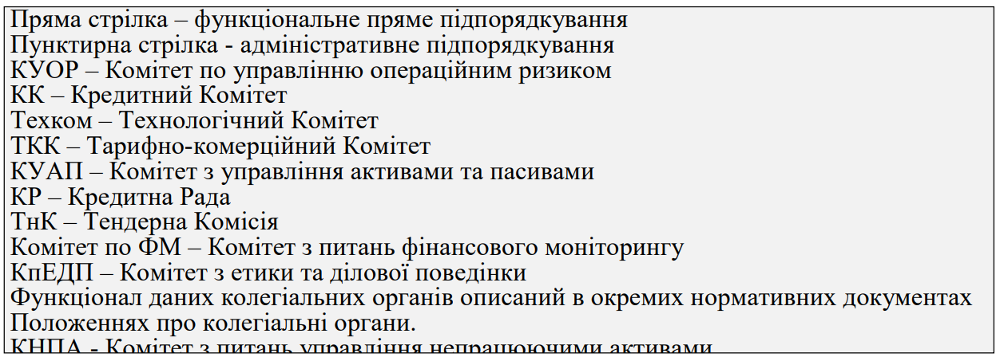 Пряма стрілка – функціональне пряме підпорядкування
Пунктирна стрілка - адміністративне підпорядкування
КУОР – Комітет по управлінню операційним ризиком
КК – Кредитний Комітет
Техком – Технологічний Комітет
ТКК – Тарифно-комерційний Комітет
КУАП – Комітет з управління активами та пасивами
КР – Кредитна Рада
ТнК – Тендерна Комісія
Комітет по ФМ – Комітет з питань фінансового моніторингу
КпЕДП – Комітет з етики та ділової поведінки
Функціонал даних колегіальних органів описаний в окремих нормативних документах
Положеннях про колегіальні органи.
КНПА - Комітет з питань управління непрацюючими активами